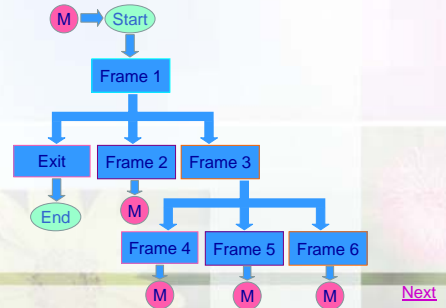 M
Start
Frame 1
Exit
Frame 2
Frame 3
End
M
Frame 4
Frame 5
Frame 6
M
M
M
Next